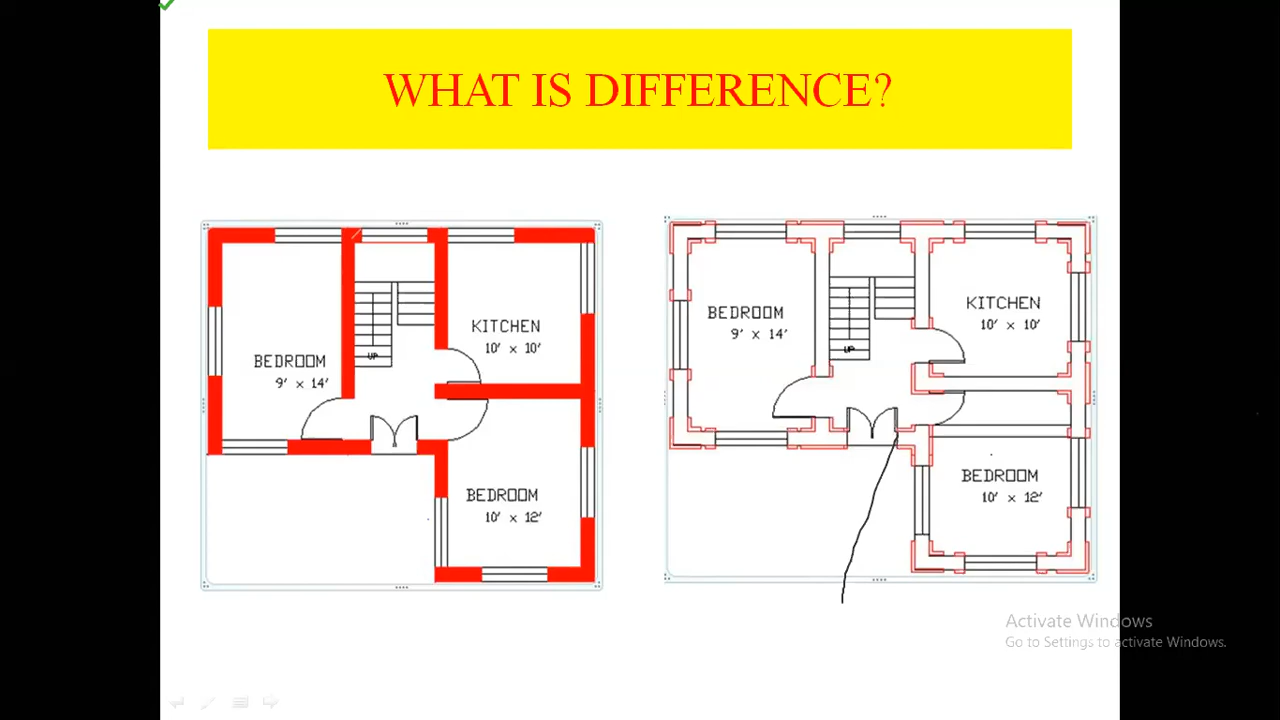 WHAT IS DIFFERENCE?
BEDROOM
9' x 14'
UP
KITCHEN
10' x 10'
BEDROOM
10' x 12'
BEDROOM
9' x 14'
UP
KITCHEN
10' x 10'
BEDROOM
10' x 12'
Activate Windows
Go to Settings to activate Windows.